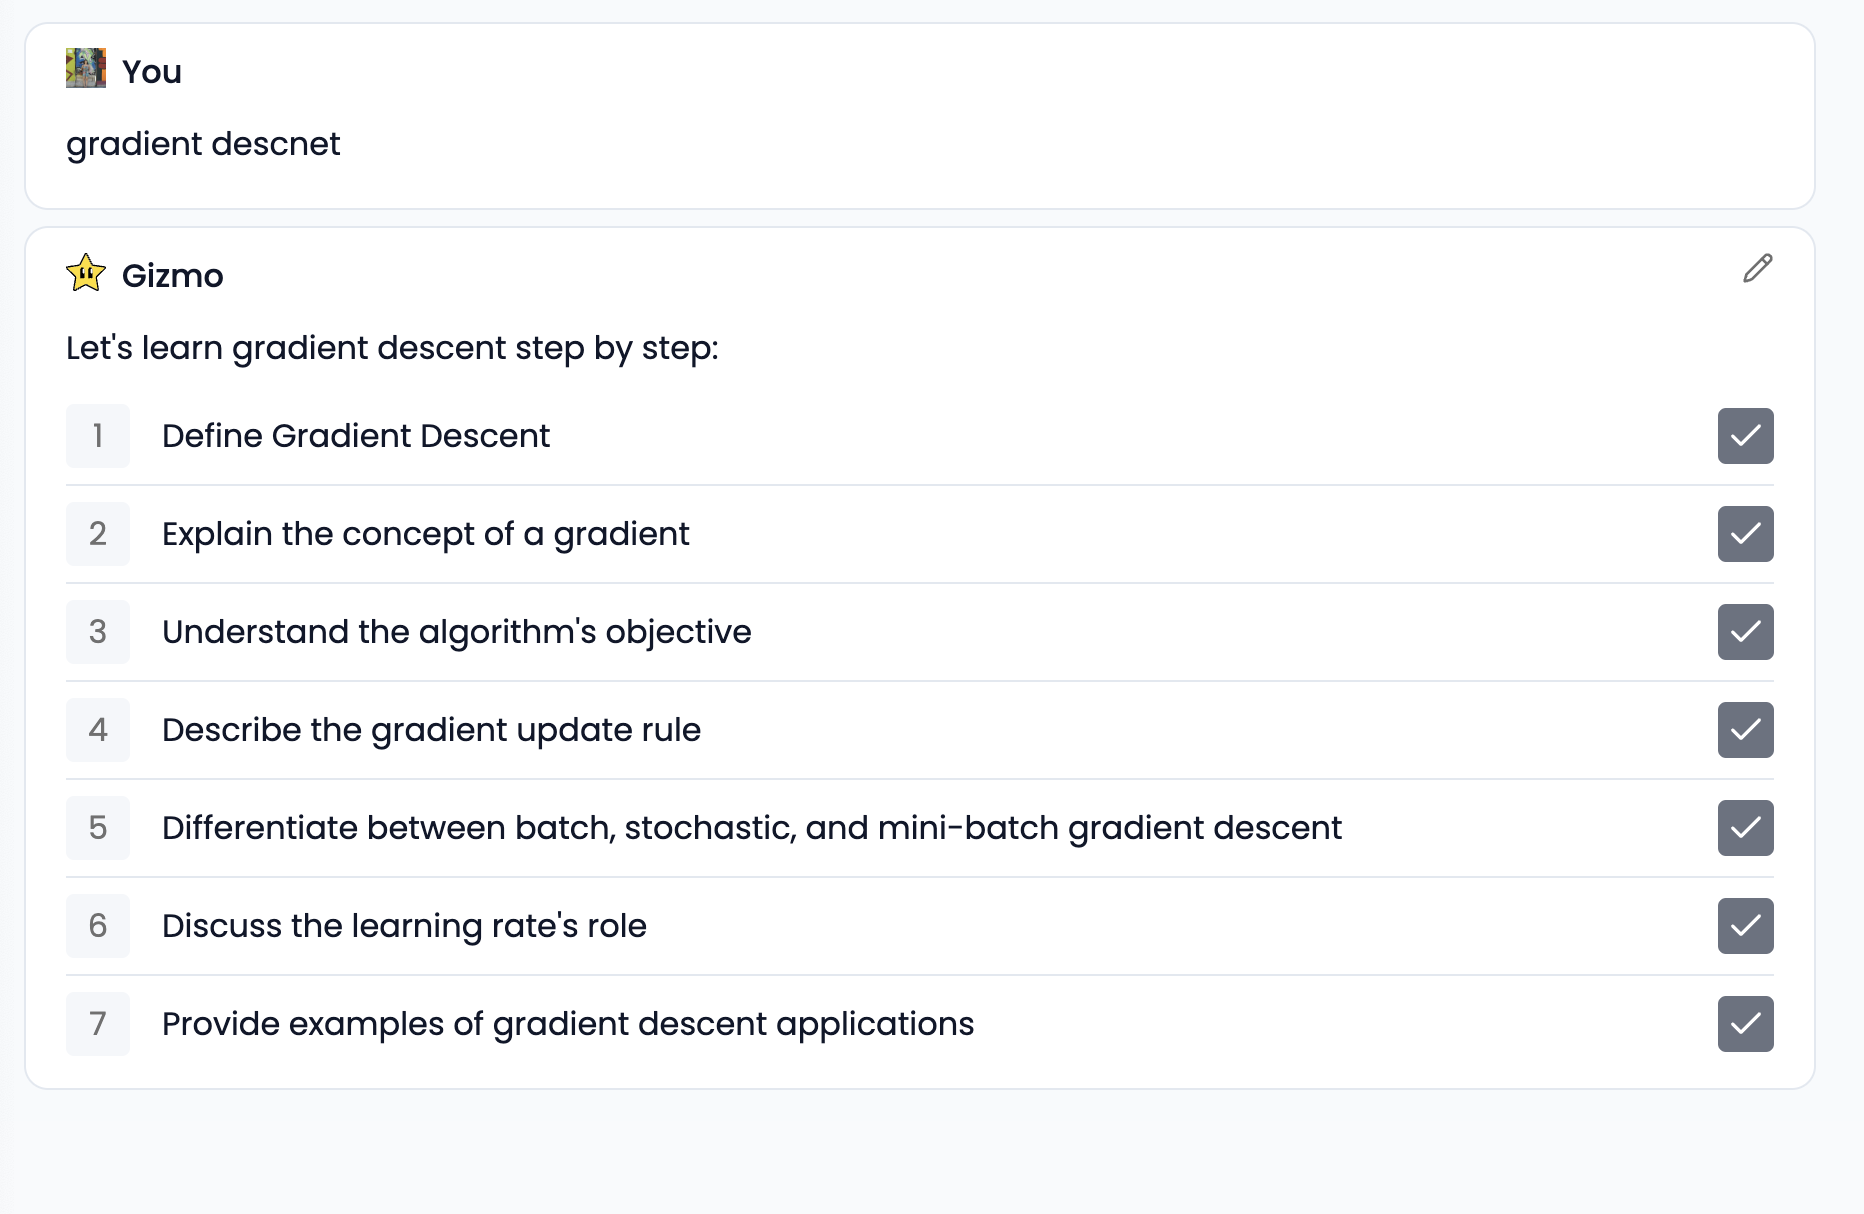 You
gradient descnet
Gizmo
Let's learn gradient descent step by step:
1 Define Gradient Descent
2 Explain the concept of a gradient
3 Understand the algorithm's objective
4 Describe the gradient update rule
5 Differentiate between batch, stochastic, and mini-batch gradient descent
6 Discuss the learning rate's role
7 Provide examples of gradient descent applications